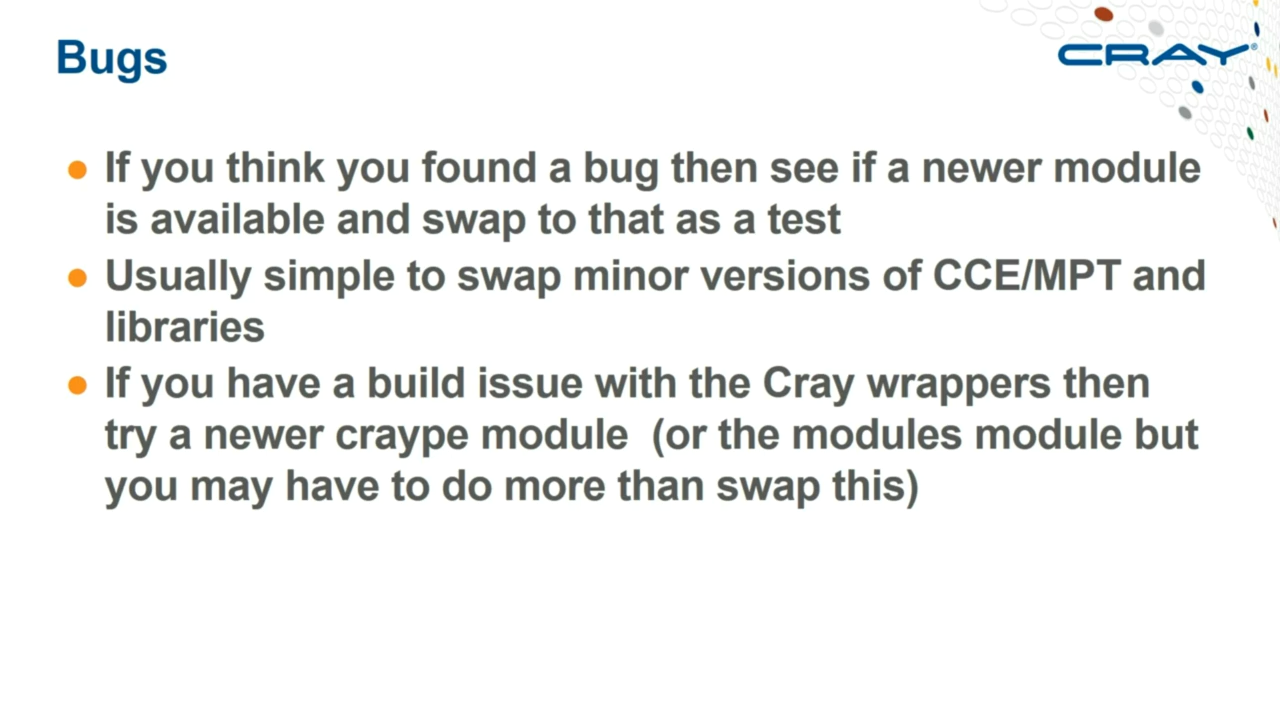 Bugs
CRAY®
● If you think you found a bug then see if a newer module
is available and swap to that as a test
● Usually simple to swap minor versions of CCE/MPT and
libraries
● If you have a build issue with the Cray wrappers then
try a newer craype module (or the modules module but
you may have to do more than swap this)